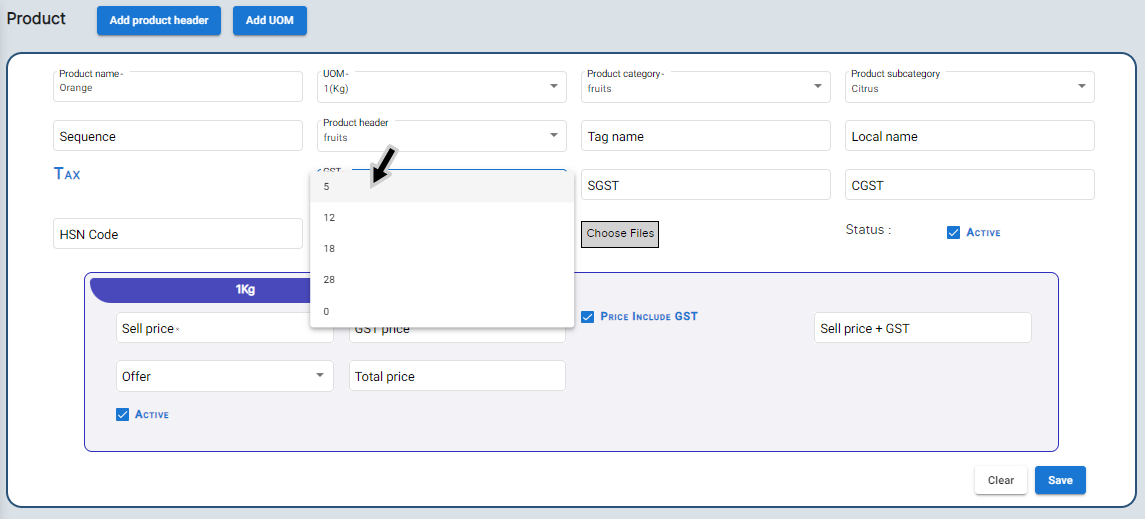 Product
Add product header
Add UOM
Product name *
Orange
UOM *
1(Kg)
Product category *
fruits
Product subcategory
Citrus
Sequence
Product header
fruits
Tag name
Local name
Tax
GST *
5
12
18
28
0
SGST
CGST
HSN Code
Choose Files
Status :
Active
1Kg
Sell price *
GST price
Price Include GST
Sell price + GST
Offer
Total price
Active
Clear
Save